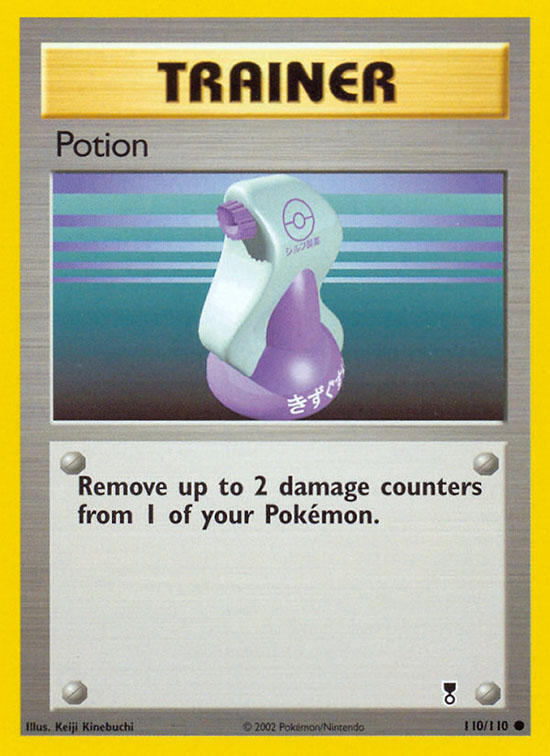 TRAINER
Potion
シルフ製薬
きずぐす
Remove up to 2 damage counters
from 1 of your Pokémon.
Illus. Keiji Kinebuchi
© 2002 Pokémon/Nintendo
110/110